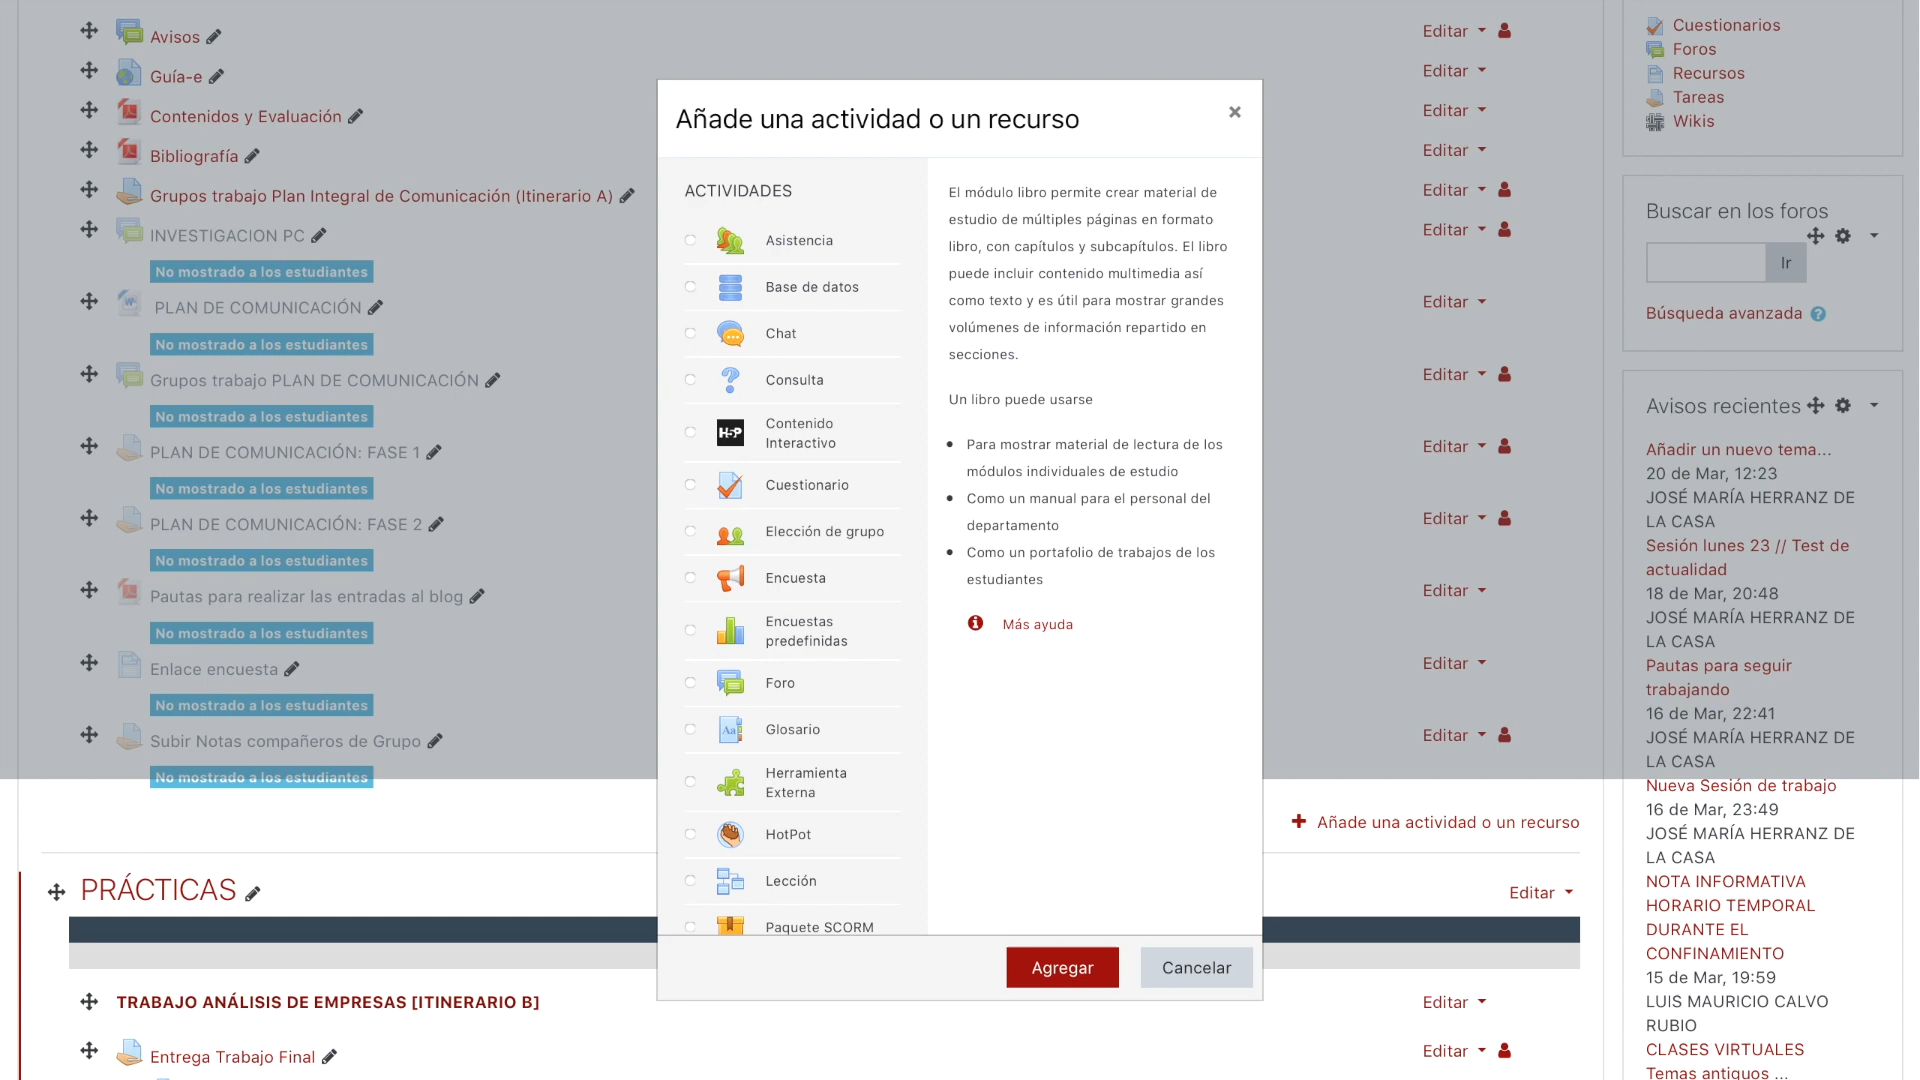 Avisos
Editar
Guía-e
Editar
Contenidos y Evaluación
Editar
Bibliografía
Editar
Grupos trabajo Plan Integral de Comunicación (Itinerario A)
Editar
INVESTIGACION PC
Editar
No mostrado a los estudiantes
PLAN DE COMUNICACIÓN
Editar
No mostrado a los estudiantes
Grupos trabajo PLAN DE COMUNICACIÓN
Editar
No mostrado a los estudiantes
PLAN DE COMUNICACIÓN: FASE 1
Editar
No mostrado a los estudiantes
PLAN DE COMUNICACIÓN: FASE 2
Editar
No mostrado a los estudiantes
Pautas para realizar las entradas al blog
Editar
No mostrado a los estudiantes
Enlace encuesta
Editar
No mostrado a los estudiantes
Subir Notas compañeros de Grupo
Editar
No mostrado a los estudiantes
Añade una actividad o un recurso
PRÁCTICAS
Editar
TRABAJO ANÁLISIS DE EMPRESAS [ITINERARIO B]
Editar
Entrega Trabajo Final
Editar
Añade una actividad o un recurso
×
ACTIVIDADES
Asistencia
Base de datos
Chat
Consulta
H5P
Contenido
Interactivo
Cuestionario
Elección de grupo
Encuesta
Encuestas
predefinidas
Foro
Aa
Glosario
Herramienta
Externa
HotPot
Lección
Paquete SCORM
El módulo libro permite crear material de
estudio de múltiples páginas en formato
libro, con capítulos y subcapítulos. El libro
puede incluir contenido multimedia así
como texto y es útil para mostrar grandes
volúmenes de información repartido en
secciones.
Un libro puede usarse
• Para mostrar material de lectura de los
módulos individuales de estudio
• Como un manual para el personal del
departamento
• Como un portafolio de trabajos de los
estudiantes
Más ayuda
Agregar
Cancelar
Cuestionarios
Foros
Recursos
Tareas
Wikis
Buscar en los foros
Ir
Búsqueda avanzada
Avisos recientes
Añadir un nuevo tema...
20 de Mar, 12:23
JOSÉ MARÍA HERRANZ DE
LA CASA
Sesión lunes 23 // Test de
actualidad
18 de Mar, 20:48
JOSÉ MARÍA HERRANZ DE
LA CASA
Pautas para seguir
trabajando
16 de Mar, 22:41
JOSÉ MARÍA HERRANZ DE
LA CASA
Nueva Sesión de trabajo
16 de Mar, 23:49
JOSÉ MARÍA HERRANZ DE
LA CASA
NOTA INFORMATIVA
HORARIO TEMPORAL
DURANTE EL
CONFINAMIENTO
15 de Mar, 19:59
LUIS MAURICIO CALVO
RUBIO
CLASES VIRTUALES
Temas antiguos ...